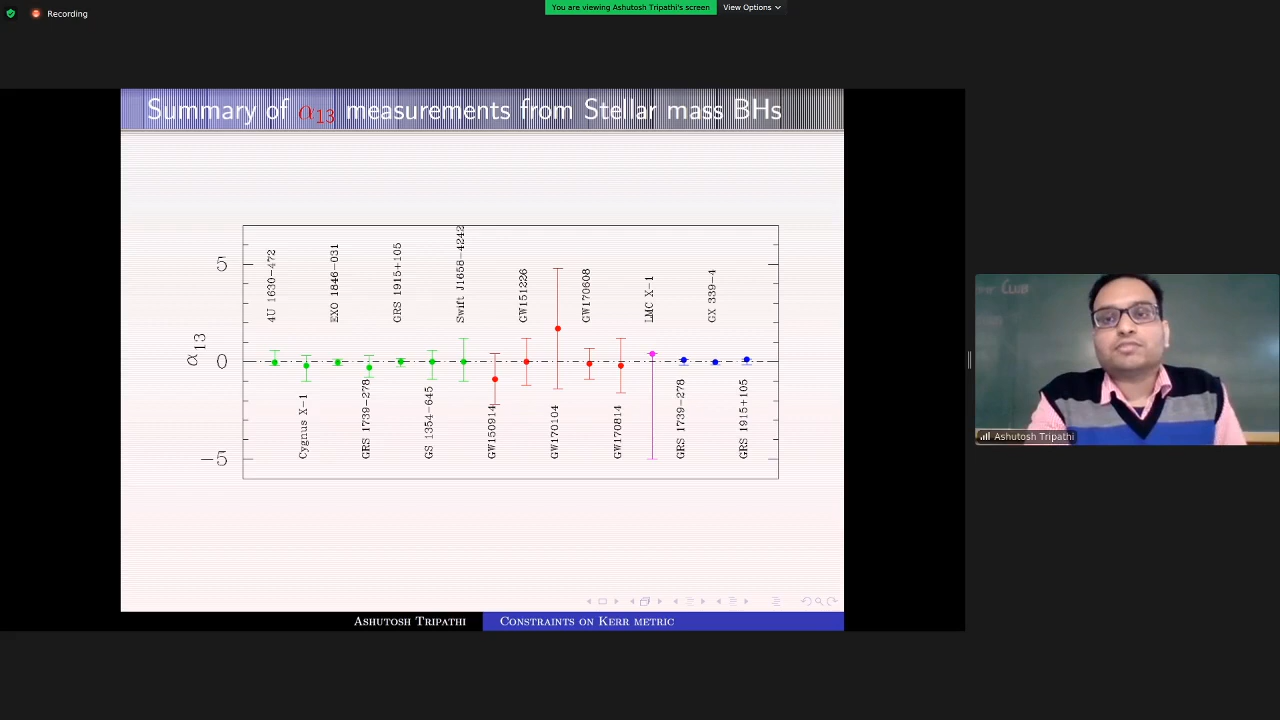 Recording
You are viewing Ashutosh Tripathi's screen
View Options
Summary of α13 measurements from Stellar mass BHs
5
0
−5
α13
4U 1630−472
Cygnus X−1
EXO 1846−031
GRS 1739−278
GRS 1915+105
GS 1354−645
Swift J1658−4242
GW150914
GW151226
GW170104
GW170608
GW170814
LMC X−1
GRS 1739−278
GX 339−4
GRS 1915+105
Ashutosh Tripathi
Constraints on Kerr metric
Club
Ashutosh Tripathi